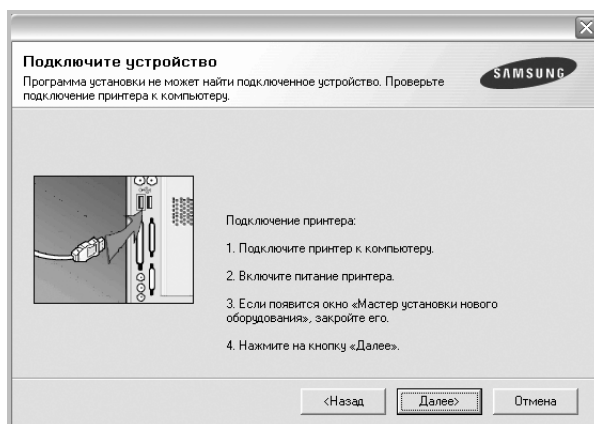 Подключите устройство
Программа установки не может найти подключенное устройство. Проверьте
подключение принтера к компьютеру.
SAMSUNG
Подключение принтера:
1. Подключите принтер к компьютеру.
2. Включите питание принтера.
3. Если появится окно «Мастер установки нового
оборудования», закройте его.
4. Нажмите на кнопку «Далее».
<Назад
Далее>
Отмена